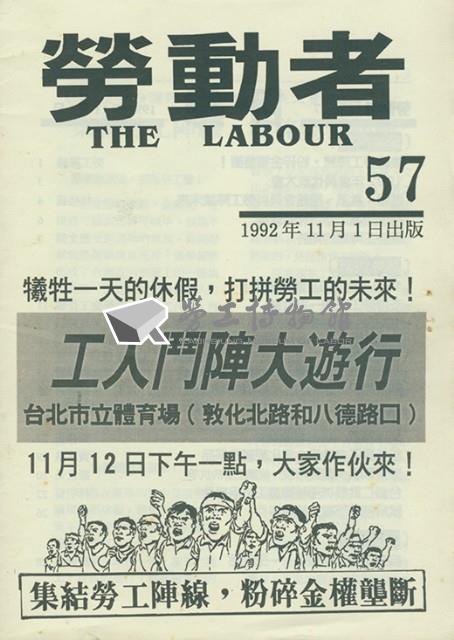 勞動者
THE LABOUR
57
1992年11月1日出版
犧牲一天的休假，打拼勞工的未來！
勞工博物館
工人鬥陣大遊行
台北市立體育場（敦化北路和八德路口）
11月12日下午一點，大家作伙來！
集結勞工陣線，粉碎金權壟斷